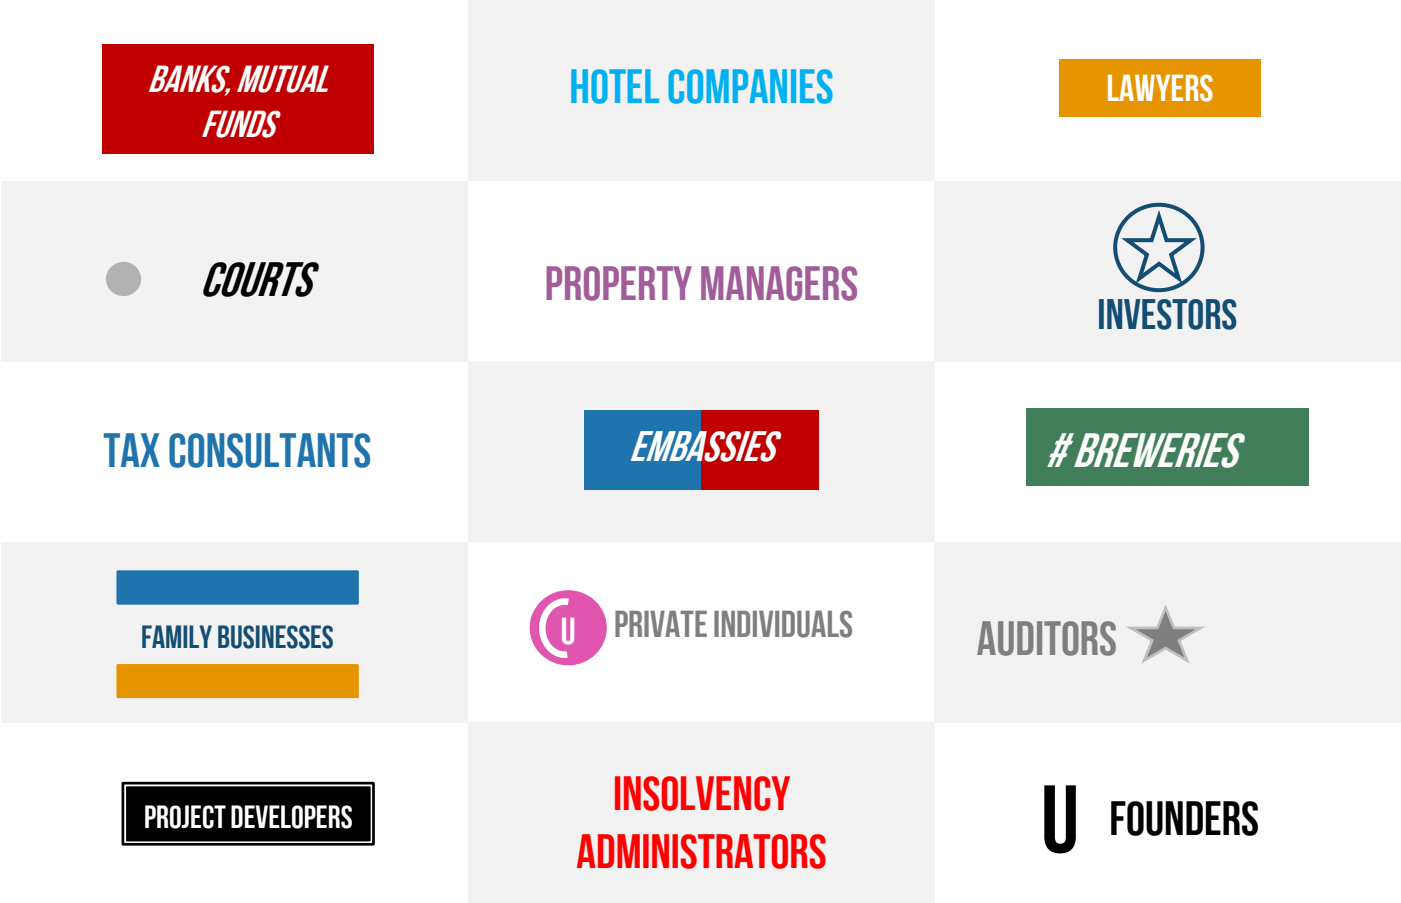 BANKS, MUTUAL
FUNDS
HOTEL COMPANIES
LAWYERS
COURTS
PROPERTY MANAGERS
INVESTORS
TAX CONSULTANTS
EMBASSIES
# BREWERIES
FAMILY BUSINESSES
U
PRIVATE INDIVIDUALS
AUDITORS
PROJECT DEVELOPERS
INSOLVENCY
ADMINISTRATORS
U FOUNDERS